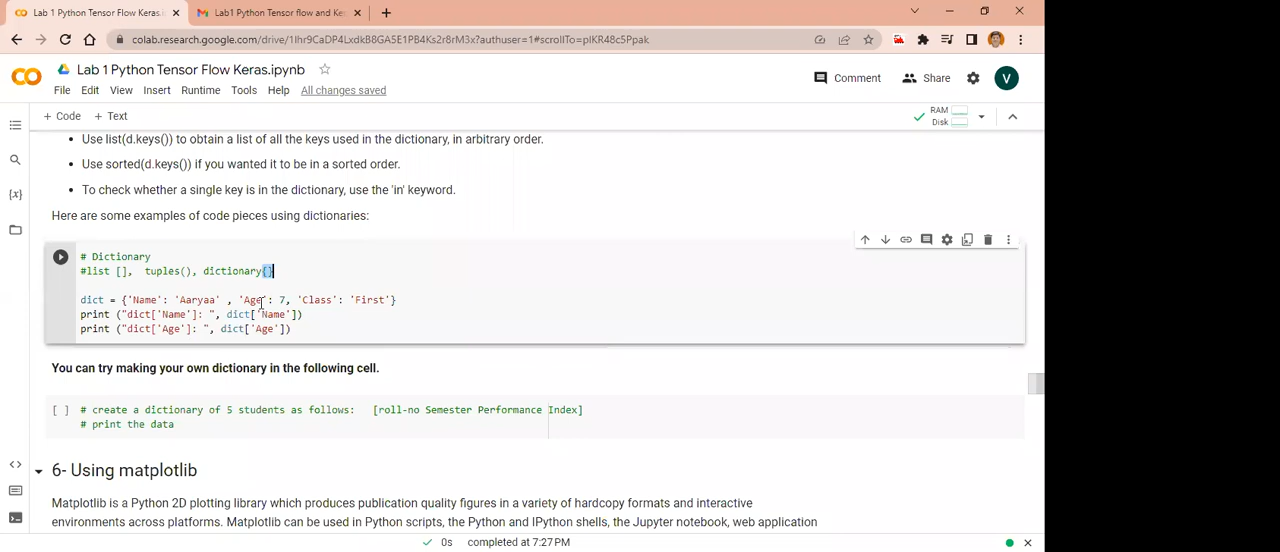 Lab 1 Python Tensor Flow Keras.i
Lab1 Python Tensor flow and Ke
colab.research.google.com/drive/1Ihr9CaDP4LxdkB8GA5E1PB4Ks2r8rM3x?authuser=1#scrollTo=pIKR48c5Ppak
Lab 1 Python Tensor Flow Keras.ipynb
Comment Share V
File Edit View Insert Runtime Tools Help All changes saved
+ Code + Text RAM
Disk
• Use list(d.keys()) to obtain a list of all the keys used in the dictionary, in arbitrary order.
• Use sorted(d.keys()) if you wanted it to be in a sorted order.
• To check whether a single key is in the dictionary, use the 'in' keyword.
Here are some examples of code pieces using dictionaries:
# Dictionary
#list [], tuples(), dictionary{}
dict = {'Name': 'Aaryaa' , 'Age': 7, 'Class': 'First'}
print ("dict['Name']: ", dict['Name'])
print ("dict['Age']: ", dict['Age'])
You can try making your own dictionary in the following cell.
[ ] # create a dictionary of 5 students as follows: [roll-no Semester Performance Index]
# print the data
6- Using matplotlib
Matplotlib is a Python 2D plotting library which produces publication quality figures in a variety of hardcopy formats and interactive
environments across platforms. Matplotlib can be used in Python scripts, the Python and IPython shells, the Jupyter notebook, web application
0s completed at 7:27 PM